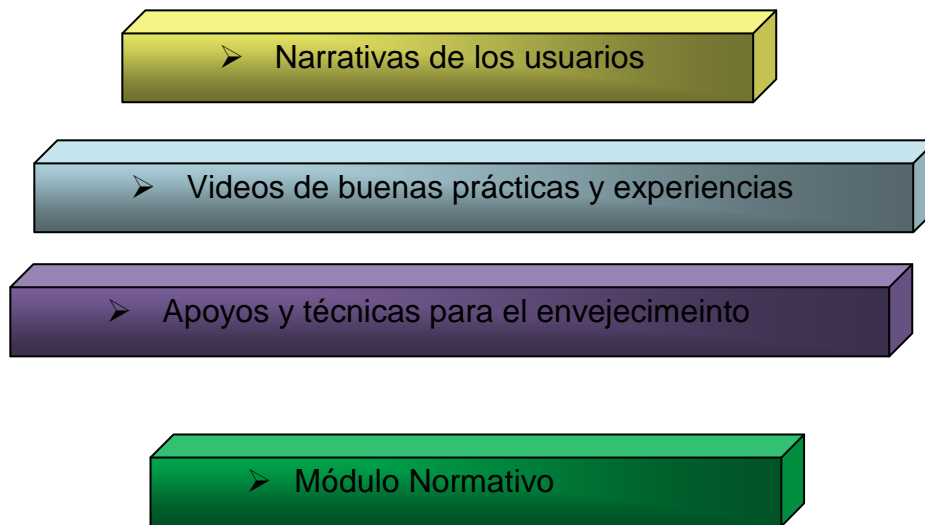 ➢ Narrativas de los usuarios
➢ Videos de buenas prácticas y experiencias
➢ Apoyos y técnicas para el envejecimeinto
➢ Módulo Normativo